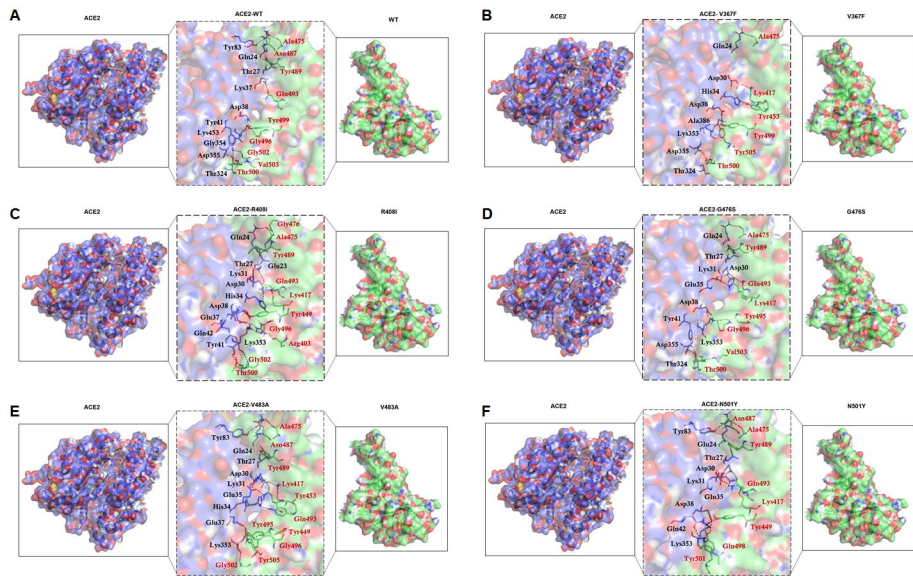 A
ACE2
ACE2-WT
WT
Ala475
Tyr83
Asn487
Gln24
Thr27
Tyr489
Lys37
Gln493
Asp38
Tyr41
Tyr499
Lys453
Gly496
Gly354
Gly502
Asp355
Val503
Thr324
Thr500
B
ACE2
ACE2- V367F
V367F
Ala475
Gln24
Asp30
Lys417
His34
Asp38
Tyr453
Ala386
Lys353
Tyr499
Tyr505
Asp355
Thr500
Thr324
C
ACE2
ACE2-R408I
R408I
Gly476
Gln24
Ala475
Tyr489
Thr27
Glu23
Lys31
Gln493
Asp30
His34
Lys417
Asp38
Glu37
Tyr449
Gly496
Gln42
Tyr41
Lys353
Arg403
Gly502
Thr500
D
ACE2
ACE2-G476S
G476S
Ala475
Gln24
Tyr489
Thr27
Lys31
Asp30
Glu35
Gln493
Lys417
Asp38
Tyr41
Tyr495
Gly496
Asp355
Lys353
Val503
Thr324
Thr500
E
ACE2
ACE2-V483A
V483A
Ala475
Tyr83
Asn487
Gln24
Thr27
Tyr489
Asp30
Lys31
Lys417
Glu35
Tyr453
His34
Gln493
Glu37
Tyr495
Tyr449
Lys353
Gly496
Tyr505
Gly502
F
ACE2
ACE2-N501Y
N501Y
Asn487
Tyr83
Ala475
Glu24
Tyr489
Thr27
Asp30
Gln493
Lys31
Glu35
Lys417
Asp38
Tyr449
Gln42
Lys353
Gln498
Tyr501